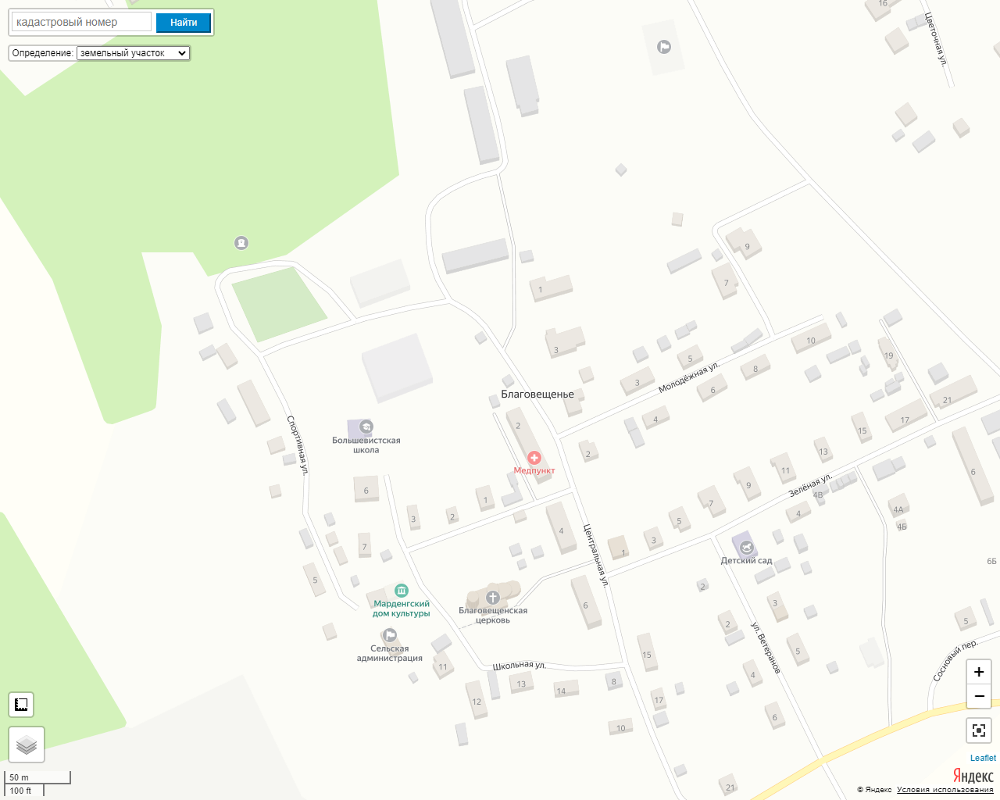 кадастровый номер
Найти
Определение: земельный участок
16
Цветочная ул.
9
7
1
3
10
5
8
3
6
Молодёжная ул.
4
19
21
17
15
Благовещенье
2
Большевистская
школа
Спортивная ул.
Медпункт
2
13
11
9
7
5
3
1
Зелёная ул.
4В
4
4А
4Б
6
6Б
6
1
2
3
4
7
5
Центральная ул.
Детский сад
2
Марденгский
дом культуры
Благовещенская
церковь
6
3
2
5
5
Сельская
администрация
ул. Ветеранов
Сосновый пер.
15
11
Школьная ул.
13
14
8
12
17
4
6
10
21
+
−
50 m
100 ft
Leaflet
Яндекс
© Яндекс Условия использования